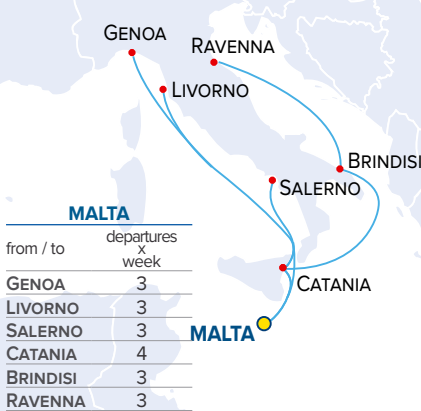 GENOA
RAVENNA
LIVORNO
BRINDISI
SALERNO
CATANIA
MALTA
MALTA
from / to departures x week
GENOA 3
LIVORNO 3
SALERNO 3
CATANIA 4
BRINDISI 3
RAVENNA 3